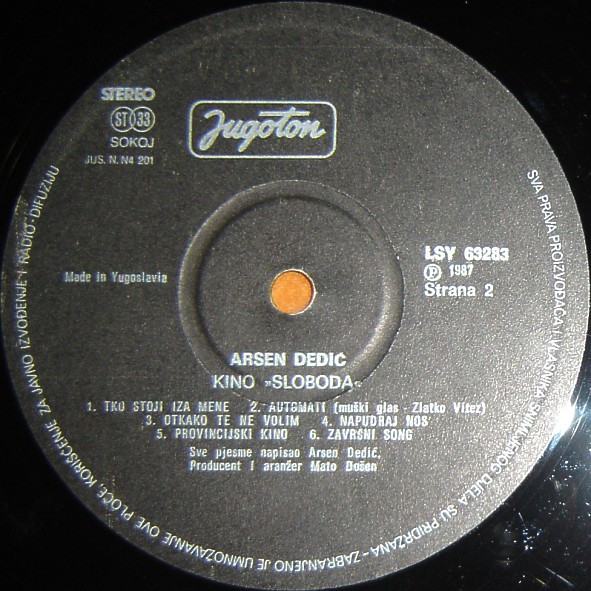 STEREO
ST 33
SOKOJ
JUS. N. N4 201
Jugoton
Made in Yugoslavia
LSY 63283
Ⓟ 1987
Strana 2
ARSEN DEDIĆ
KINO »SLOBODA«
1. TKO STOJI IZA MENE 2. AUTOMATI (muški glas - Zlatko Vitez)
3. OTKAKO TE NE VOLIM 4. NAPUDRAJ NOS
5. PROVINCIJSKI KINO 6. ZAVRŠNI SONG
Sve pjesme napisao Arsen Dedić,
Producent i aranžer Mato Došen
SVA PRAVA PROIZVOĐAČA I VLASNIKA SNIMLJENOG DJELA SU PRIDRŽANA - ZABRANJENO JE UMNOŽAVANJE OVE PLOČE, KORIŠĆENJE ZA JAVNO IZVOĐENJE I RADIO-DIFUZIJU